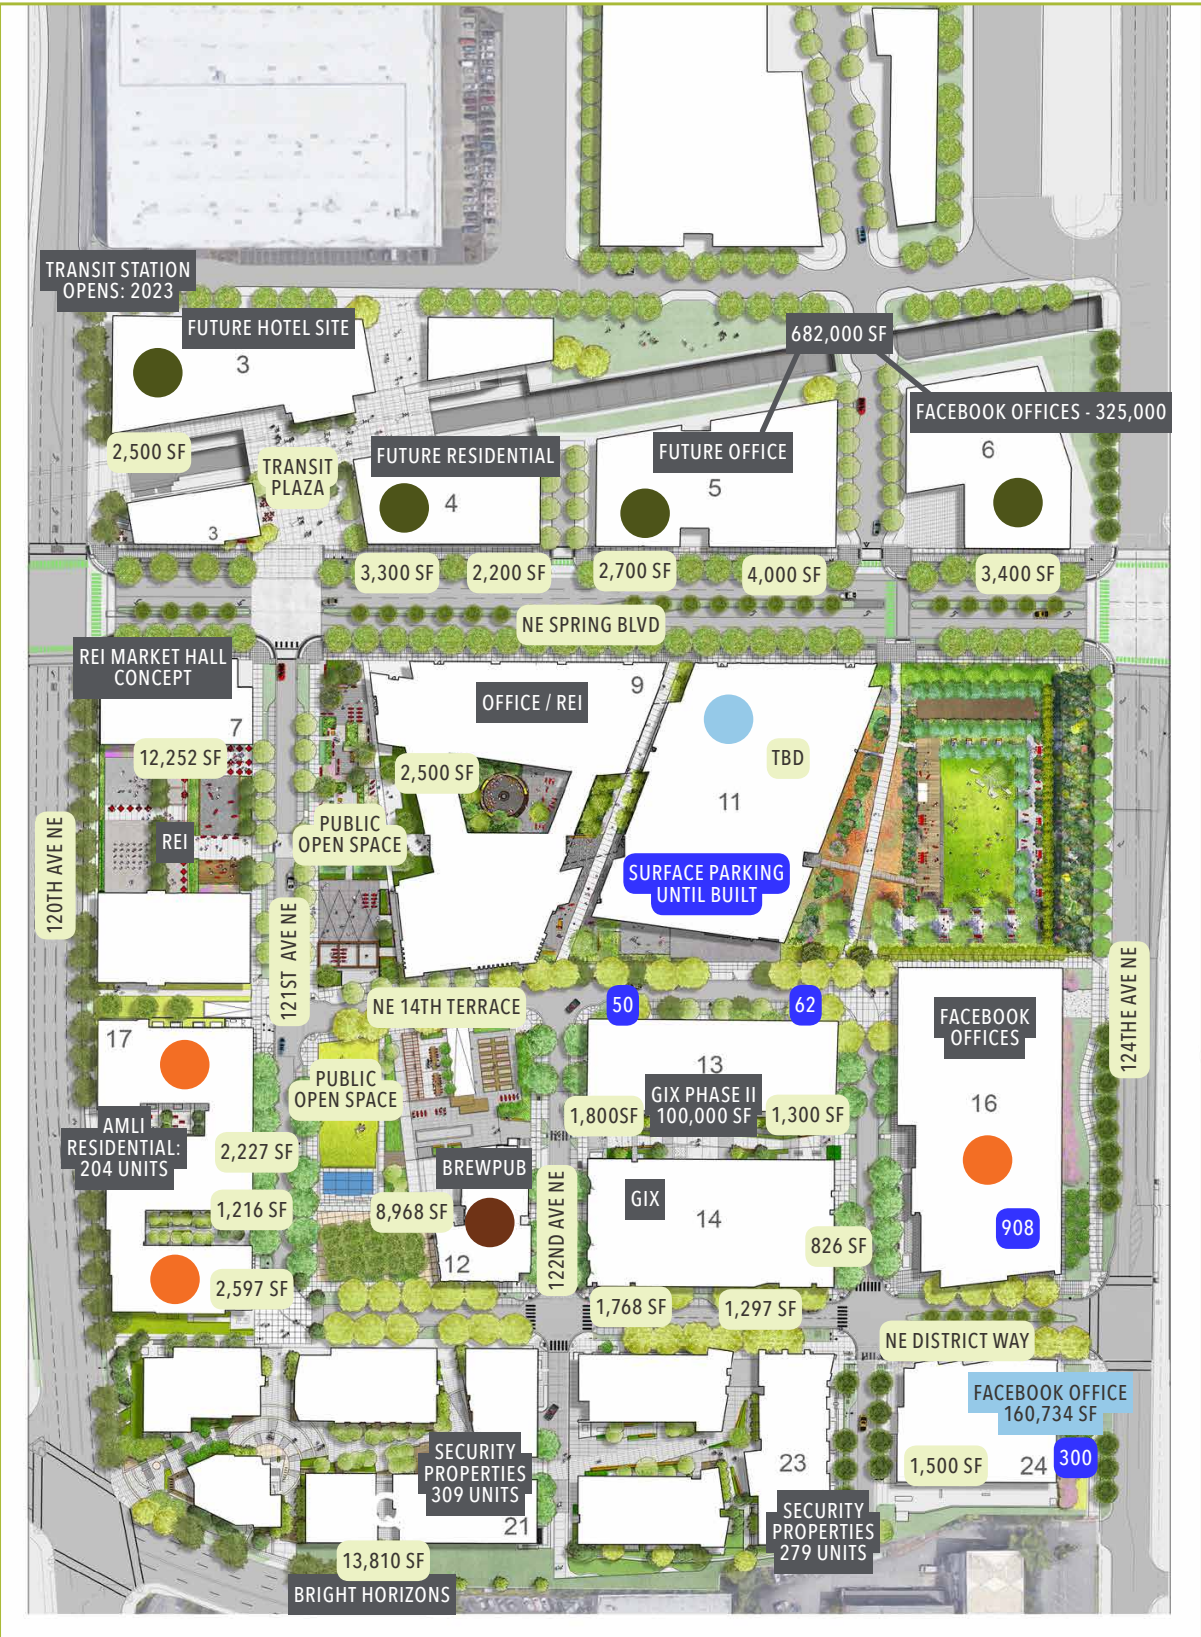 TRANSIT STATION
OPENS: 2023
FUTURE HOTEL SITE
3
682,000 SF
FACEBOOK OFFICES - 325,000
2,500 SF
TRANSIT
PLAZA
FUTURE RESIDENTIAL
4
FUTURE OFFICE
5
6
3
3,300 SF
2,200 SF
2,700 SF
4,000 SF
3,400 SF
NE SPRING BLVD
REI MARKET HALL
CONCEPT
7
OFFICE / REI
9
12,252 SF
2,500 SF
TBD
11
REI
PUBLIC
OPEN SPACE
120TH AVE NE
SURFACE PARKING
UNTIL BUILT
121ST AVE NE
NE 14TH TERRACE
50
62
FACEBOOK
OFFICES
124THE AVE NE
17
13
PUBLIC
OPEN SPACE
GIX PHASE II
100,000 SF
1,800SF
1,300 SF
16
AMLI
RESIDENTIAL:
204 UNITS
2,227 SF
BREWPUB
122ND AVE NE
GIX
14
1,216 SF
8,968 SF
908
826 SF
12
2,597 SF
1,768 SF
1,297 SF
NE DISTRICT WAY
FACEBOOK OFFICE
160,734 SF
SECURITY
PROPERTIES
309 UNITS
23
1,500 SF
24
300
21
SECURITY
PROPERTIES
279 UNITS
13,810 SF
BRIGHT HORIZONS